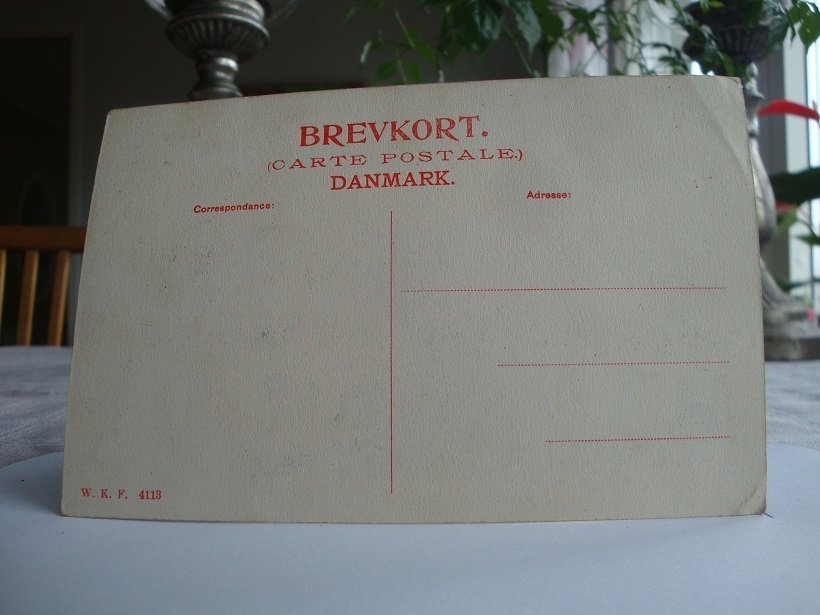 BREVKORT.
(CARTE POSTALE.)
DANMARK.
Correspondance:
Adresse:
W. K. F. 4113